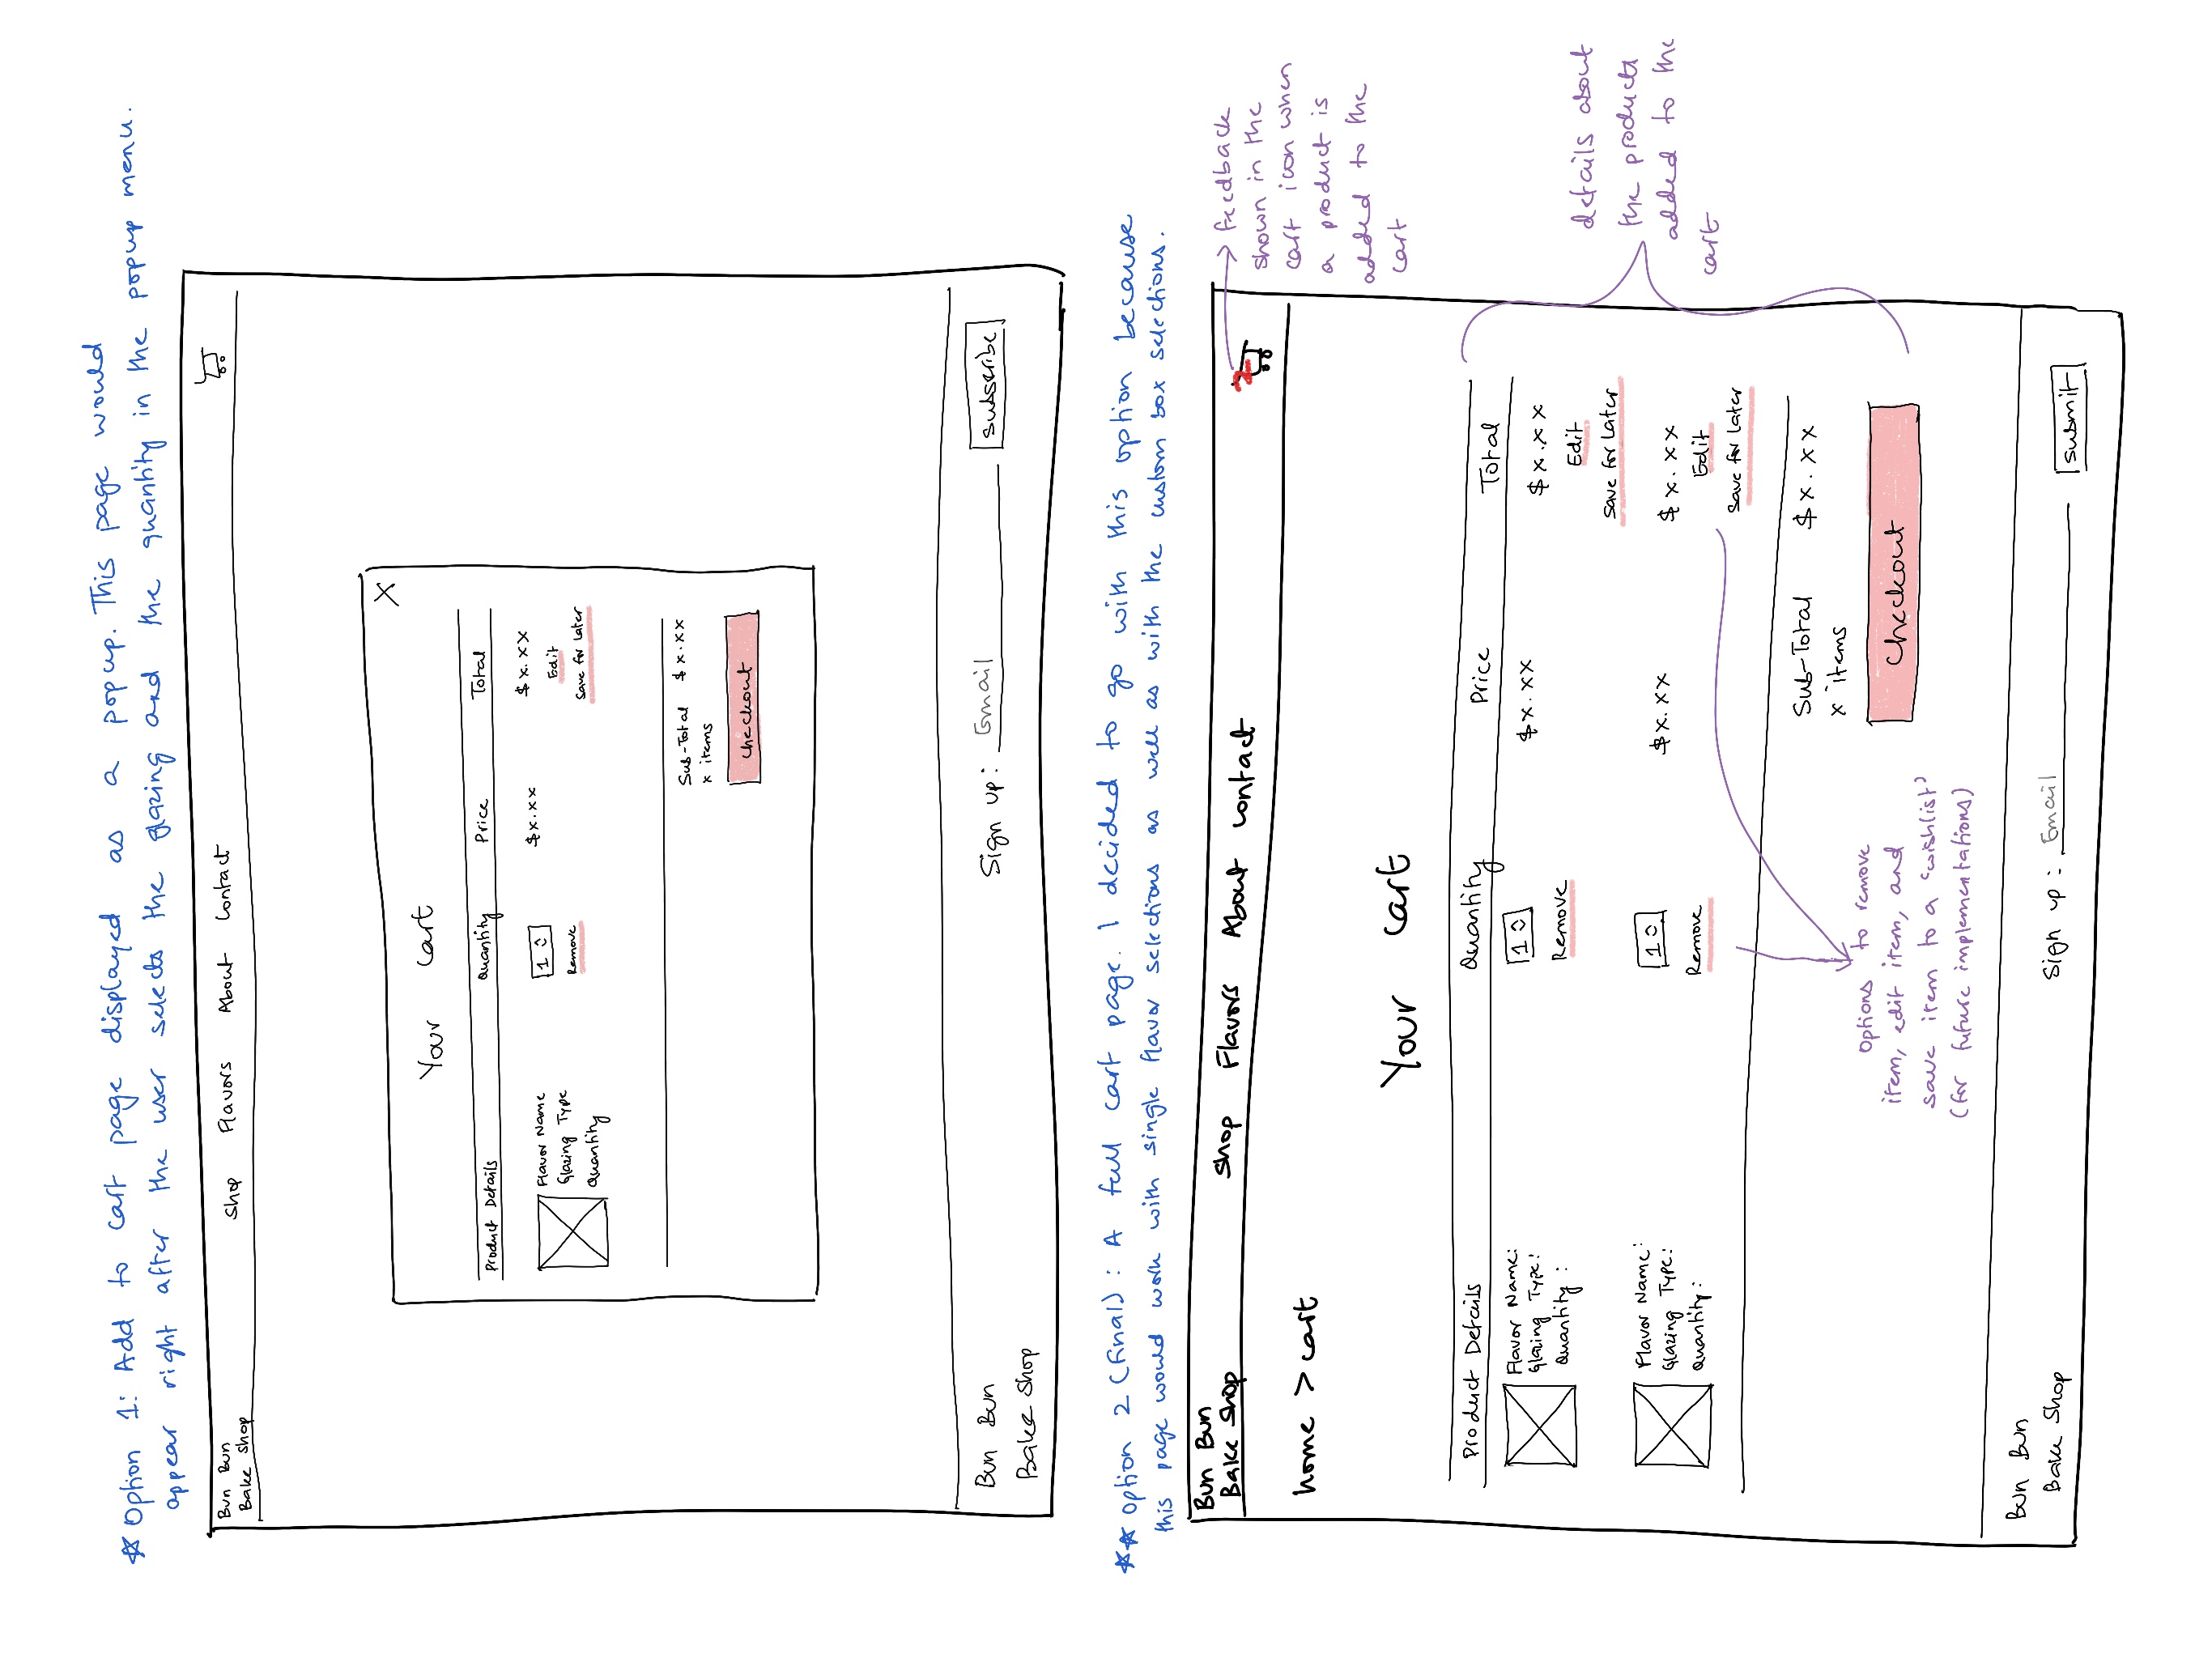 ** Option 1: Add to cart page displayed as a popup. This page would
appear right after the user selects the glazing and the quantity in the popup menu.
Bun Bun
Bake Shop
Shop Flavors About Contact
X
Your Cart
Product Details Quantity Price Total
Flavor Name
Glazing Type
Quantity
1
Remove
$x.xx
$x.xx
Edit
Save for Later
Sub-Total $x.xx
x items
Checkout
Bun Bun
Bake Shop
Sign up: Email
Subscribe
** Option 2 (Final): A full cart page. I decided to go with this option because
this page would work with single flavor selections as well as with the custom box selections.
Bun Bun
Bake Shop
Shop Flavors About Contact
2
feedback
shown in the
cart icon when
a product is
added to the
cart
home > cart
Your Cart
Product Details Quantity Price Total
Flavor Name:
Glazing Type:
Quantity:
1
Remove
$x.xx
$x.xx
Edit
Save for Later
Flavor Name:
Glazing Type:
Quantity:
1
Remove
$x.xx
$x.xx
Edit
Save for Later
details about
the products
added to the
cart
Sub-Total $x.xx
x items
Checkout
options to remove
item, edit item, and
save item to a 'wishlist'
(for future implementations)
Bun Bun
Bake Shop
Sign up: Email
Submit